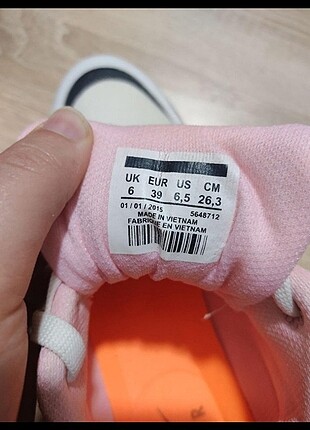 UK EUR US CM
6 39 6,5 26,3
01/01/2015 5648712
MADE IN VIETNAM
FABRIQUE EN VIETNAM